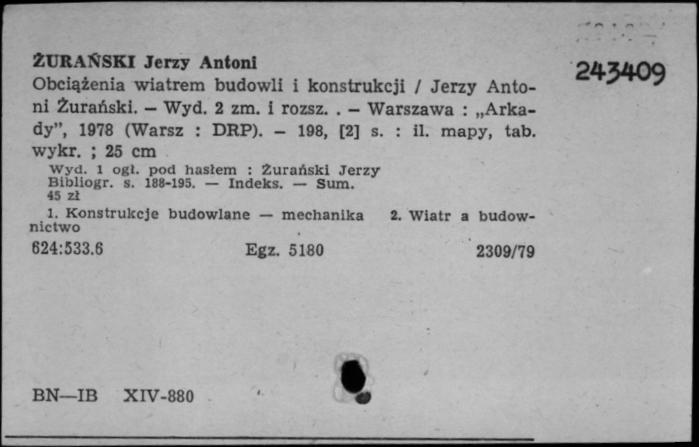 ŻURAŃSKI Jerzy Antoni
243409
Obciążenia wiatrem budowli i konstrukcji / Jerzy Anto-
ni Żurański. — Wyd. 2 zm. i rozsz. . — Warszawa : „Arka-
dy”, 1978 (Warsz : DRP). — 198, [2] s. : il. mapy, tab.
wykr. ; 25 cm
Wyd. 1 ogł. pod hasłem : Żurański Jerzy
Bibliogr. s. 188-195. — Indeks. — Sum.
45 zł
1. Konstrukcje budowlane — mechanika 2. Wiatr a budow-
nictwo
624:533.6 Egz. 5180 2309/79
BN—IB XIV-880